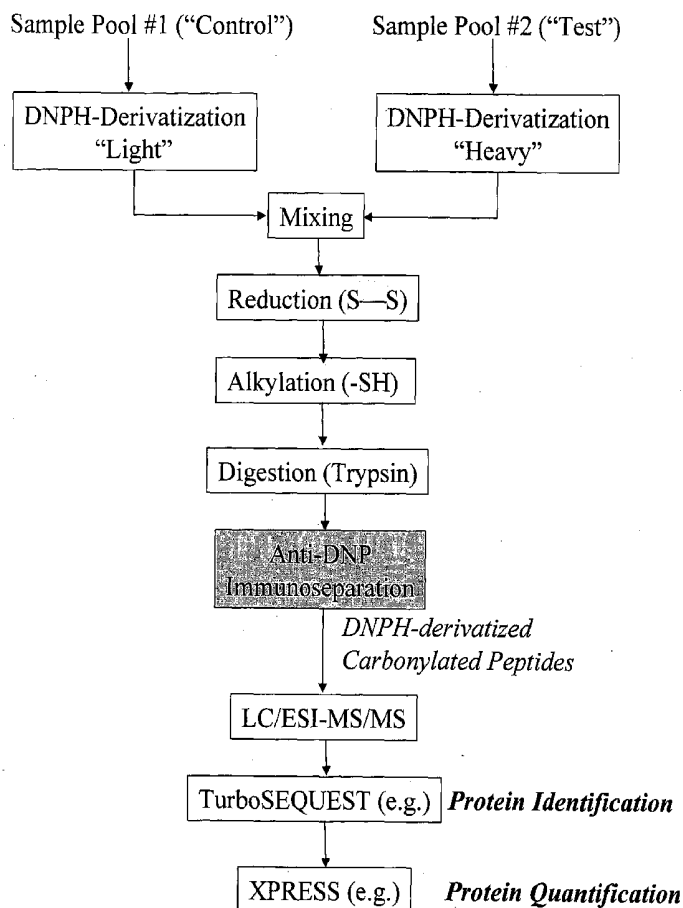 Sample Pool #1 (“Control”)
Sample Pool #2 (“Test”)
DNPH-Derivatization
“Light”
DNPH-Derivatization
“Heavy”
Mixing
Reduction (S—S)
Alkylation (-SH)
Digestion (Trypsin)
Anti-DNP
Immunoseparation
DNPH-derivatized
Carbonylated Peptides
LC/ESI-MS/MS
TurboSEQUEST (e.g.)
Protein Identification
XPRESS (e.g.)
Protein Quantification